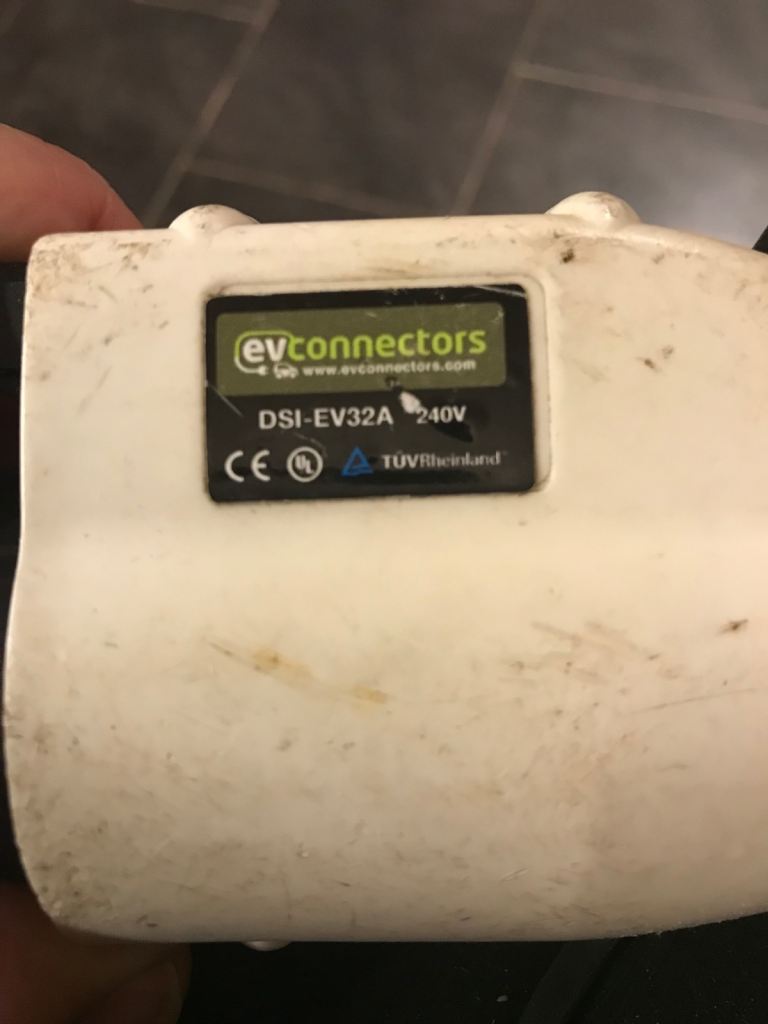 evconnectors
www.evconnectors.com
DSI-EV32A 240V
CE UL TÜVRheinland